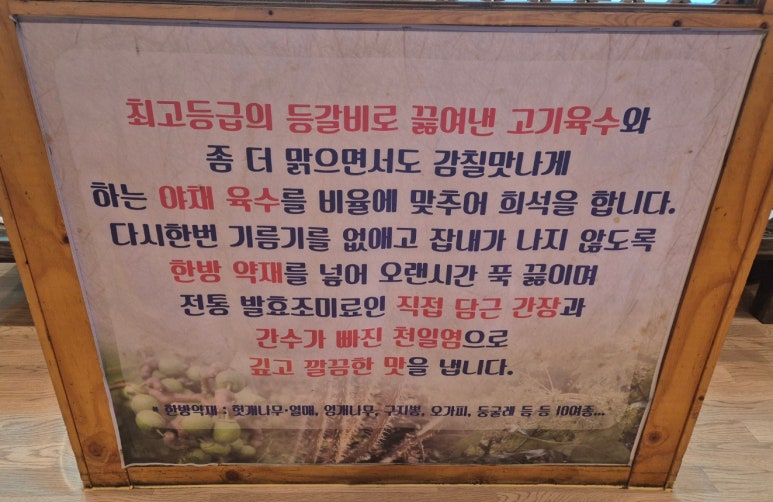 최고등급의 등갈비로 끓여낸 고기육수와
좀 더 맑으면서도 감칠맛나게
하는 야채 육수를 비율에 맞추어 희석을 합니다.
다시한번 기름기를 없애고 잡내가 나지 않도록
한방 약재를 넣어 오랜시간 푹 끓이며
전통 발효조미료인 직접 담근 간장과
간수가 빠진 천일염으로
깊고 깔끔한 맛을 냅니다.
* 한방약재 : 헛개나무·열매, 엉개나무, 구지뽕, 오가피, 둥굴레 등 등 10여종...